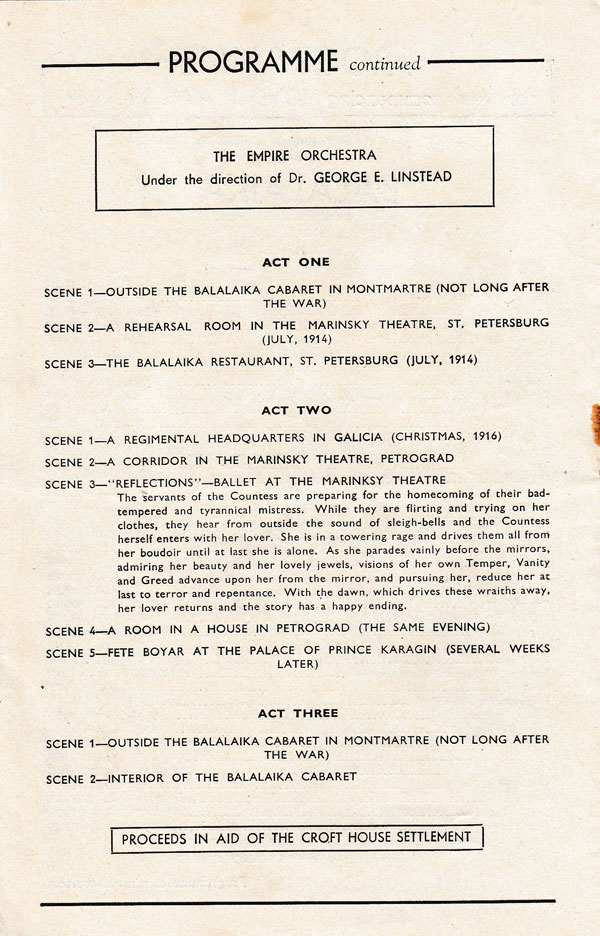 PROGRAMME continued
THE EMPIRE ORCHESTRA
Under the direction of Dr. GEORGE E. LINSTEAD
ACT ONE
SCENE 1—OUTSIDE THE BALALAIKA CABARET IN MONTMARTRE (NOT LONG AFTER
THE WAR)
SCENE 2—A REHEARSAL ROOM IN THE MARINSKY THEATRE, ST. PETERSBURG
(JULY, 1914)
SCENE 3—THE BALALAIKA RESTAURANT, ST. PETERSBURG (JULY, 1914)
ACT TWO
SCENE 1—A REGIMENTAL HEADQUARTERS IN GALICIA (CHRISTMAS, 1916)
SCENE 2—A CORRIDOR IN THE MARINSKY THEATRE, PETROGRAD
SCENE 3—"REFLECTIONS"—BALLET AT THE MARINKSY THEATRE
The servants of the Countess are preparing for the homecoming of their bad-
tempered and tyrannical mistress. While they are flirting and trying on her
clothes, they hear from outside the sound of sleigh-bells and the Countess
herself enters with her lover. She is in a towering rage and drives them all from
her boudoir until at last she is alone. As she parades vainly before the mirrors,
admiring her beauty and her lovely jewels, visions of her own Temper, Vanity
and Greed advance upon her from the mirror, and pursuing her, reduce her at
last to terror and repentance. With the dawn, which drives these wraiths away,
her lover returns and the story has a happy ending.
SCENE 4—A ROOM IN A HOUSE IN PETROGRAD (THE SAME EVENING)
SCENE 5—FETE BOYAR AT THE PALACE OF PRINCE KARAGIN (SEVERAL WEEKS
LATER)
ACT THREE
SCENE 1—OUTSIDE THE BALALAIKA CABARET IN MONTMARTRE (NOT LONG AFTER
THE WAR)
SCENE 2—INTERIOR OF THE BALALAIKA CABARET
PROCEEDS IN AID OF THE CROFT HOUSE SETTLEMENT